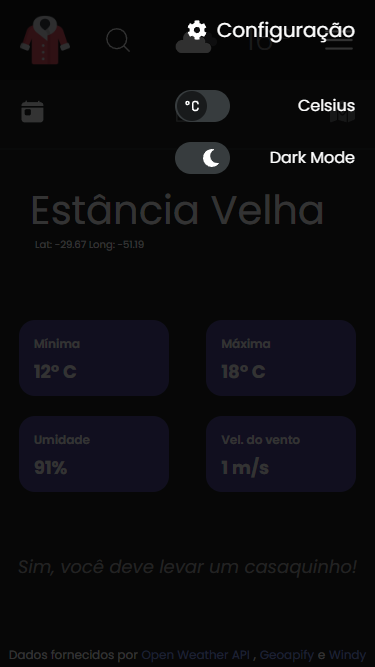 Configuração
°C
Celsius
Dark Mode
Estância Velha
Lat: -29.67 Long: -51.19
Mínima
12º C
Máxima
18º C
Umidade
91%
Vel. do vento
1 m/s
Sim, você deve levar um casaquinho!
Dados fornecidos por Open Weather API , Geoapify e Windy